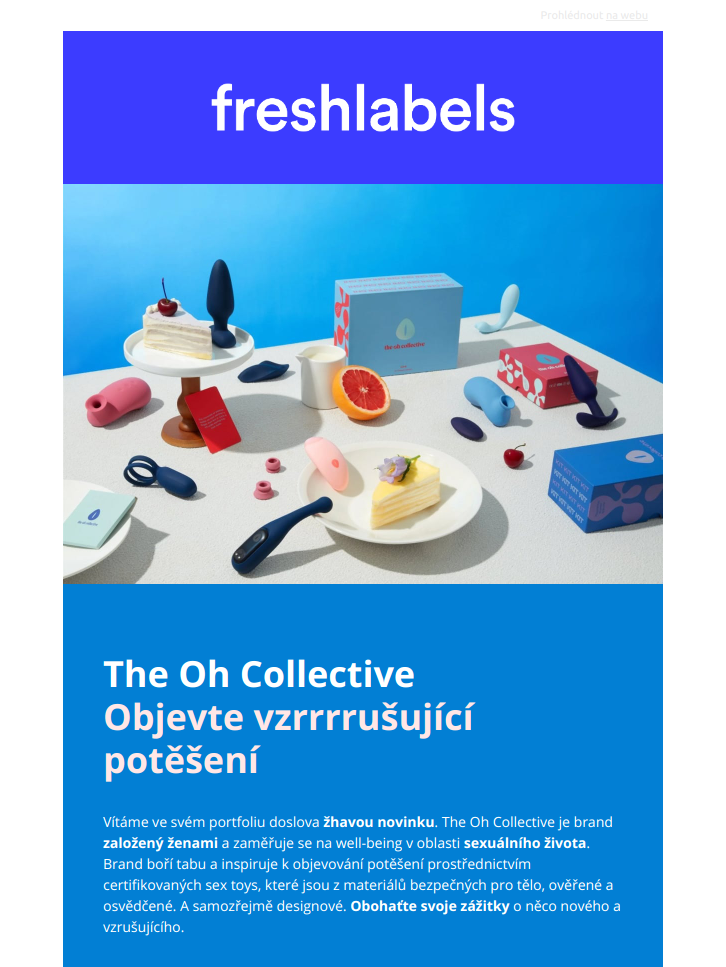 Prohlédnout na webu
freshlabels
the oh collective
The Oh Collective
Objevte vzrrrrušující
potěšení
Vítáme ve svém portfoliu doslova žhavou novinku. The Oh Collective je brand
založený ženami a zaměřuje se na well-being v oblasti sexuálního života.
Brand boří tabu a inspiruje k objevování potěšení prostřednictvím
certifikovaných sex toys, které jsou z materiálů bezpečných pro tělo, ověřené a
osvědčené. A samozřejmě designové. Obohaťte svoje zážitky o něco nového a
vzrušujícího.